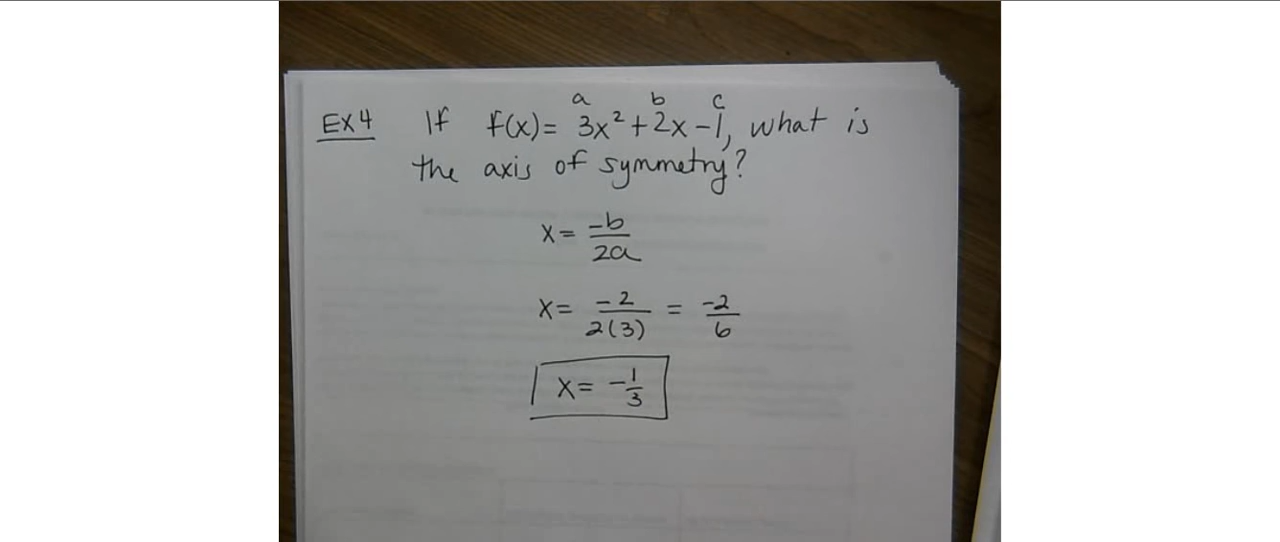 a b c
Ex 4 If f(x) = 3x² + 2x - 1, what is
the axis of symmetry?
x = -b/2a
x = -2/2(3) = -2/6
x = -1/3